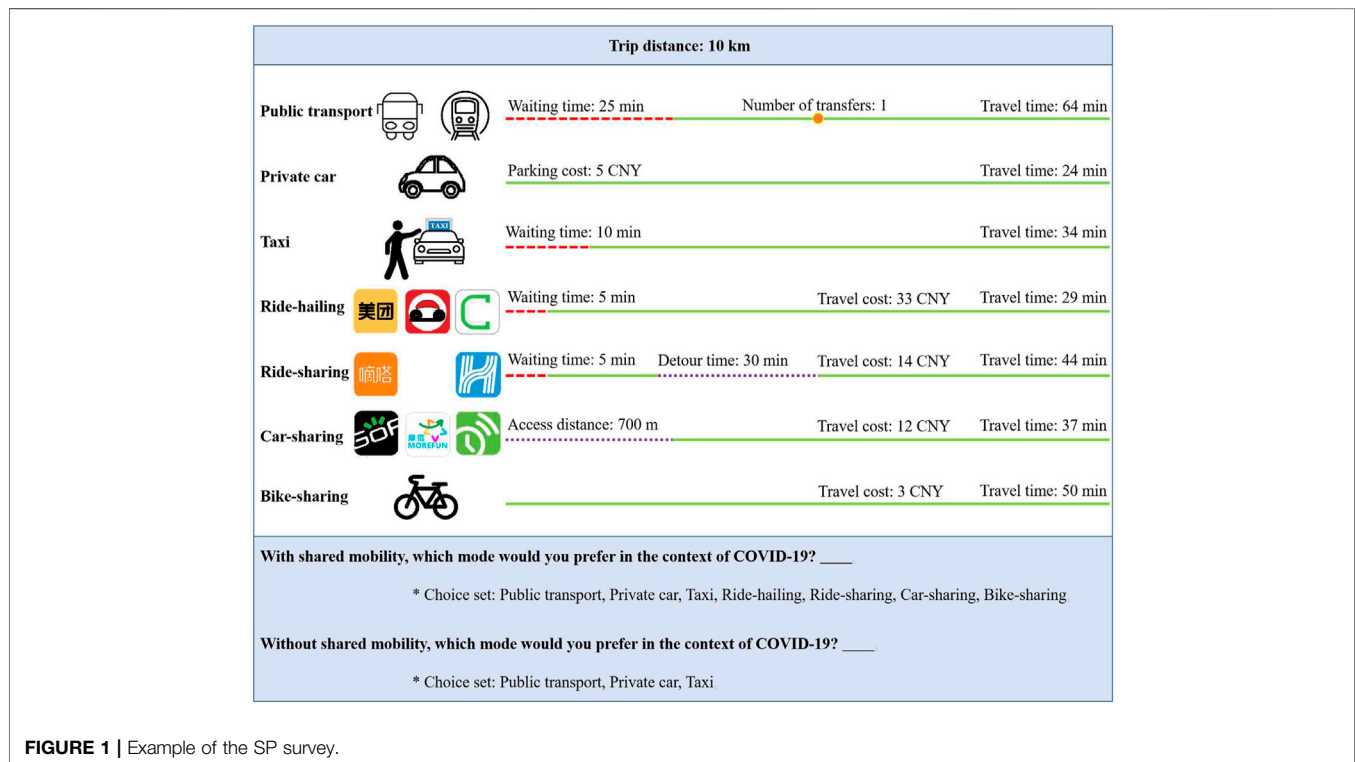 Trip distance: 10 km
Public transport
Waiting time: 25 min
Number of transfers: 1
Travel time: 64 min
Private car
Parking cost: 5 CNY
Travel time: 24 min
TAXI
Taxi
Waiting time: 10 min
Travel time: 34 min
Ride-hailing
美团
Waiting time: 5 min
Travel cost: 33 CNY
Travel time: 29 min
Ride-sharing
嘀嗒
Waiting time: 5 min
Detour time: 30 min
Travel cost: 14 CNY
Travel time: 44 min
Car-sharing
MOREFUN
Access distance: 700 m
Travel cost: 12 CNY
Travel time: 37 min
Bike-sharing
Travel cost: 3 CNY
Travel time: 50 min
With shared mobility, which mode would you prefer in the context of COVID-19? ____
* Choice set: Public transport, Private car, Taxi, Ride-hailing, Ride-sharing, Car-sharing, Bike-sharing
Without shared mobility, which mode would you prefer in the context of COVID-19? ____
* Choice set: Public transport, Private car, Taxi
FIGURE 1 | Example of the SP survey.